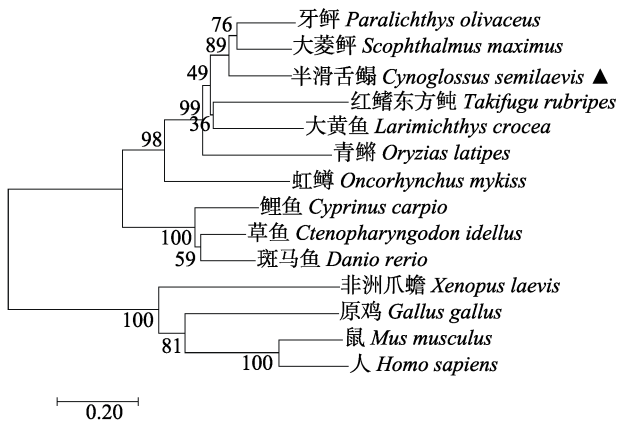 76
牙鲆 Paralichthys olivaceus
89
大菱鲆 Scophthalmus maximus
49
半滑舌鳎 Cynoglossus semilaevis ▲
99
红鳍东方鲀 Takifugu rubripes
36
大黄鱼 Larimichthys crocea
98
青鳉 Oryzias latipes
虹鳟 Oncorhynchus mykiss
鲤鱼 Cyprinus carpio
100
草鱼 Ctenopharyngodon idellus
59
斑马鱼 Danio rerio
非洲爪蟾 Xenopus laevis
100
原鸡 Gallus gallus
81
鼠 Mus musculus
100
人 Homo sapiens
0.20